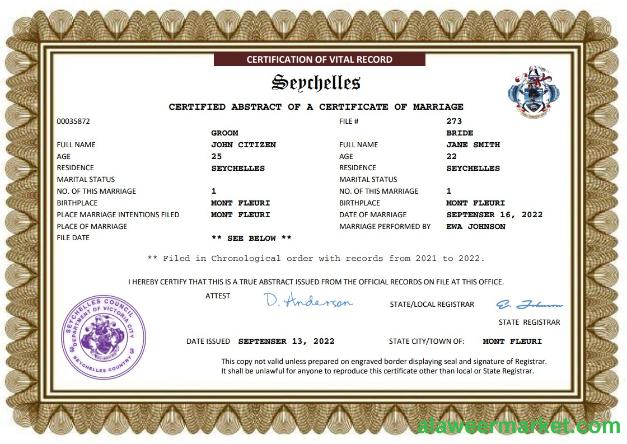 CERTIFICATION OF VITAL RECORD
Seychelles
CERTIFIED ABSTRACT OF A CERTIFICATE OF MARRIAGE
00035872 FILE # 273
GROOM BRIDE
FULL NAME JOHN CITIZEN FULL NAME JANE SMITH
AGE 25 AGE 22
RESIDENCE SEYCHELLES RESIDENCE SEYCHELLES
MARITAL STATUS MARITAL STATUS
NO. OF THIS MARRIAGE 1 NO. OF THIS MARRIAGE 1
BIRTHPLACE MONT FLEURI BIRTHPLACE MONT FLEURI
PLACE MARRIAGE INTENTIONS FILED MONT FLEURI DATE OF MARRIAGE SEPTENSER 16, 2022
PLACE OF MARRIAGE MARRIAGE PERFORMED BY EWA JOHNSON
FILE DATE ** SEE BELOW **
** Filed in Chronological order with records from 2021 to 2022.
I HEREBY CERTIFY THAT THIS IS A TRUE ABSTRACT ISSUED FROM THE OFFICIAL RECORDS ON FILE AT THIS OFFICE.
ATTEST D. Anderson STATE/LOCAL REGISTRAR E. Johnson
STATE REGISTRAR
SEYCHELLES COUNCIL
DEPARTMENT OF VICTORIA CITY
SEYCHELLES COUNTRY
DATE ISSUED SEPTENSER 13, 2022 STATE CITY/TOWN OF: MONT FLEURI
This copy not valid unless prepared on engraved border displaying seal and signature of Registrar.
It shall be unlawful for anyone to reproduce this certificate other than local or State Registrar.
alaweermarket.com